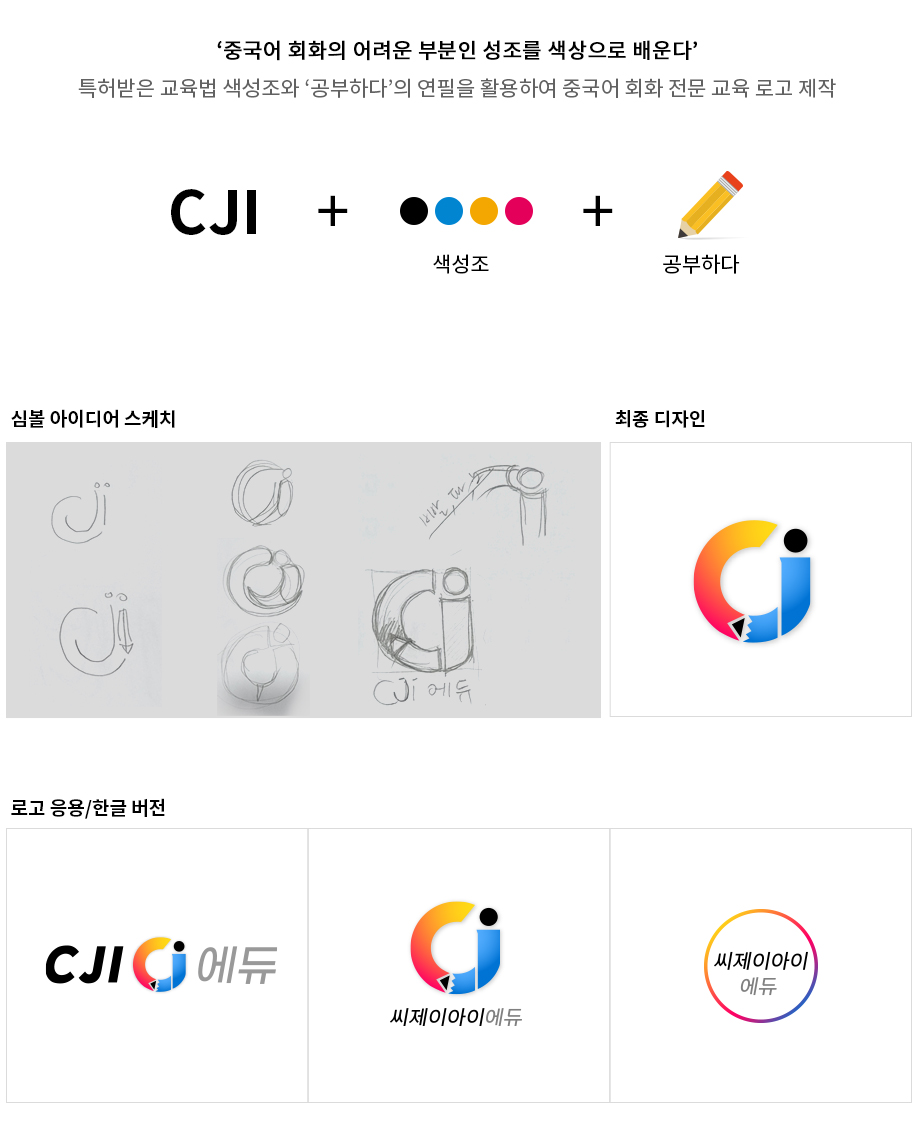 ‘중국어 회화의 어려운 부분인 성조를 색상으로 배운다’
특허받은 교육법 색성조와 ‘공부하다’의 연필을 활용하여 중국어 회화 전문 교육 로고 제작
CJI + +
색성조 공부하다
심볼 아이디어 스케치 최종 디자인
cji
cji 에듀
로고 응용/한글 버전
CJI 에듀
씨제이아이에듀
씨제이아이
에듀